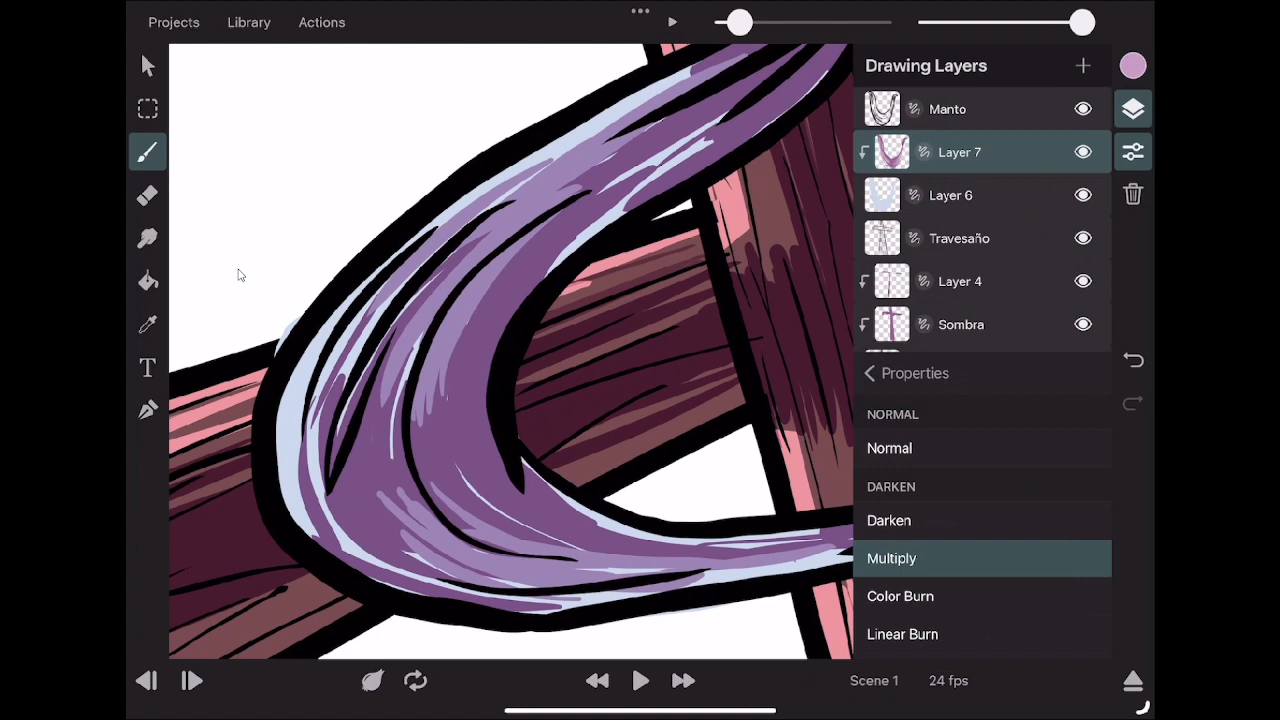 Projects
Library
Actions
Drawing Layers
Manto
Layer 7
Layer 6
Travesaño
Layer 4
Sombra
Properties
NORMAL
Normal
DARKEN
Darken
Multiply
Color Burn
Linear Burn
T
Scene 1
24 fps